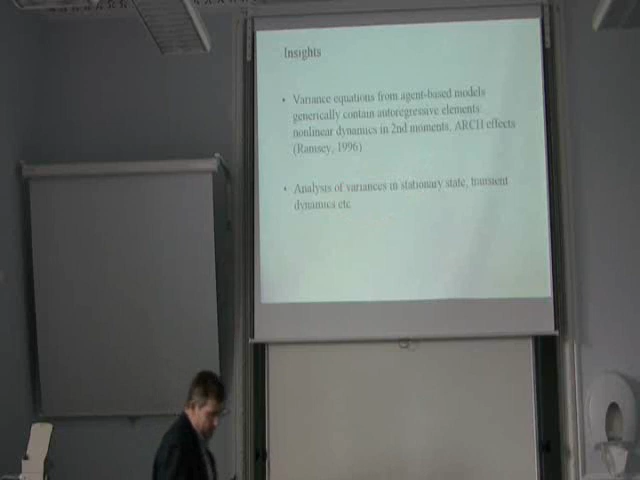 Insights
• Variance equations from agent-based models
generically contain autoregressive elements
nonlinear dynamics in 2nd moments, ARCH effects
(Ramsey, 1996)
• Analysis of variances in stationary state, transient
dynamics etc.